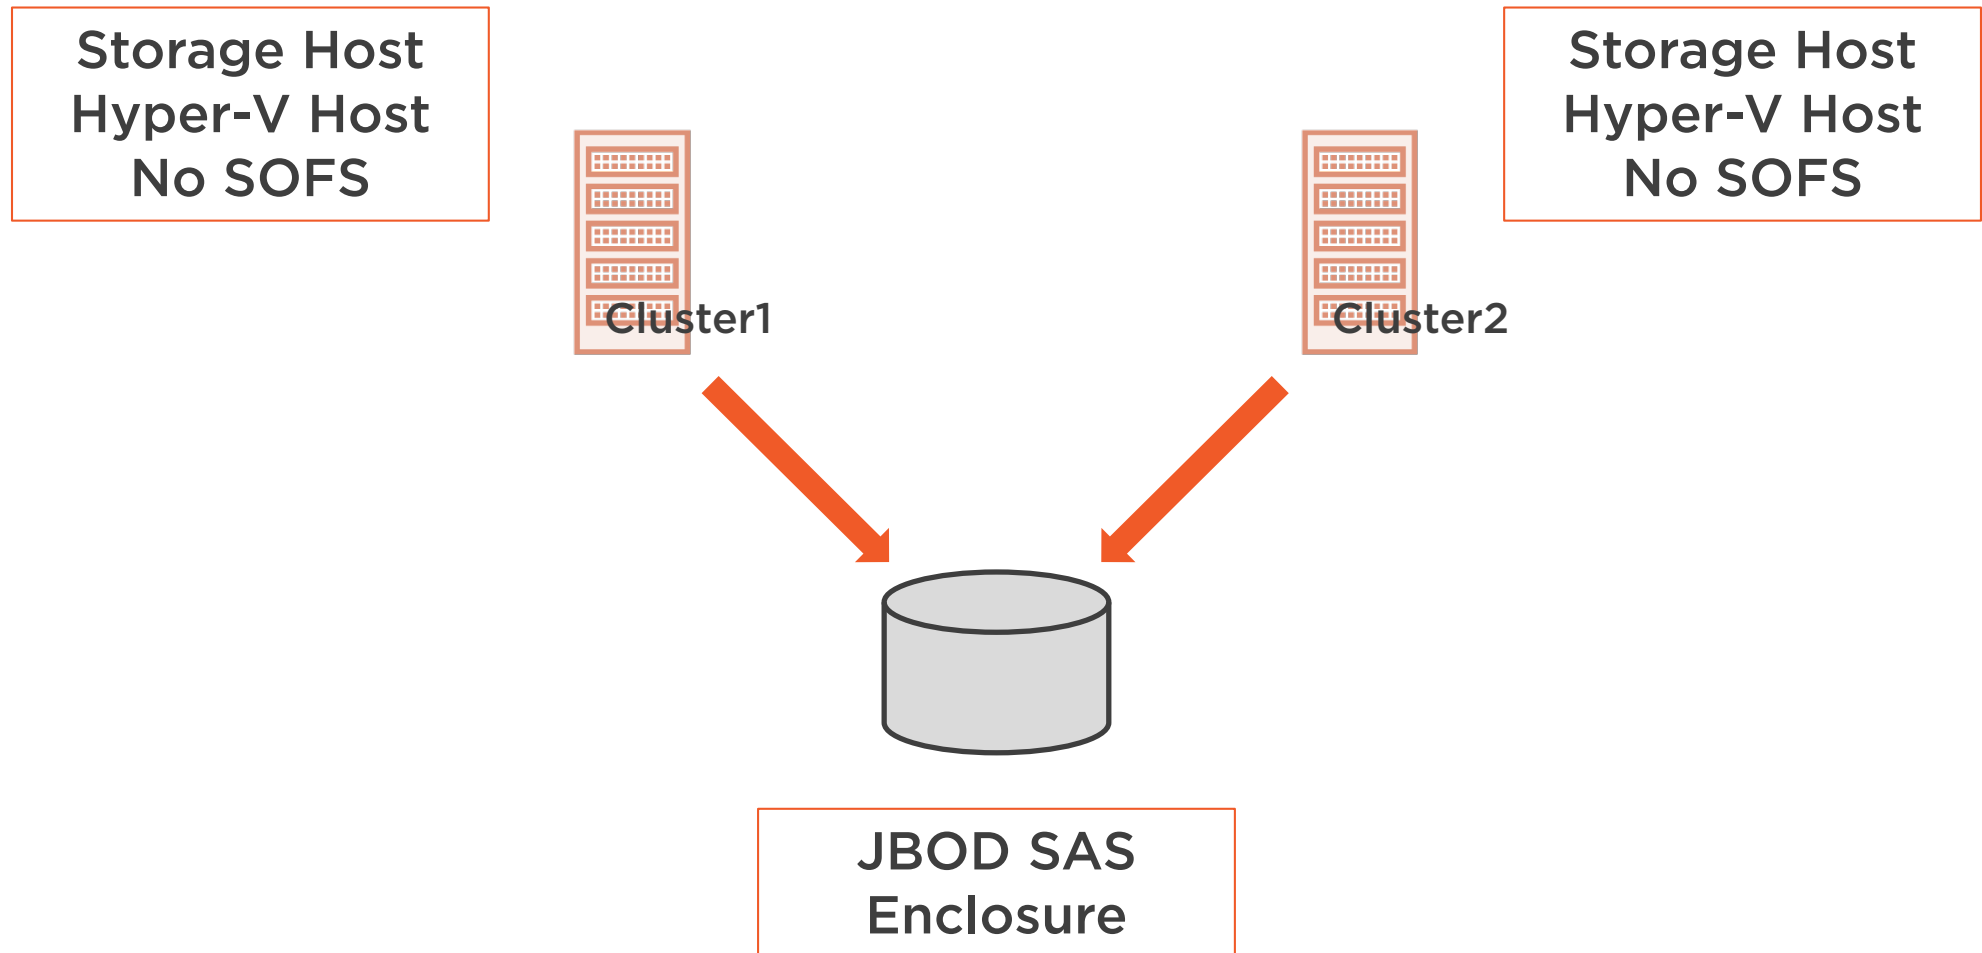 Storage Host
Hyper-V Host
No SOFS
Storage Host
Hyper-V Host
No SOFS
Cluster1
Cluster2
JBOD SAS
Enclosure